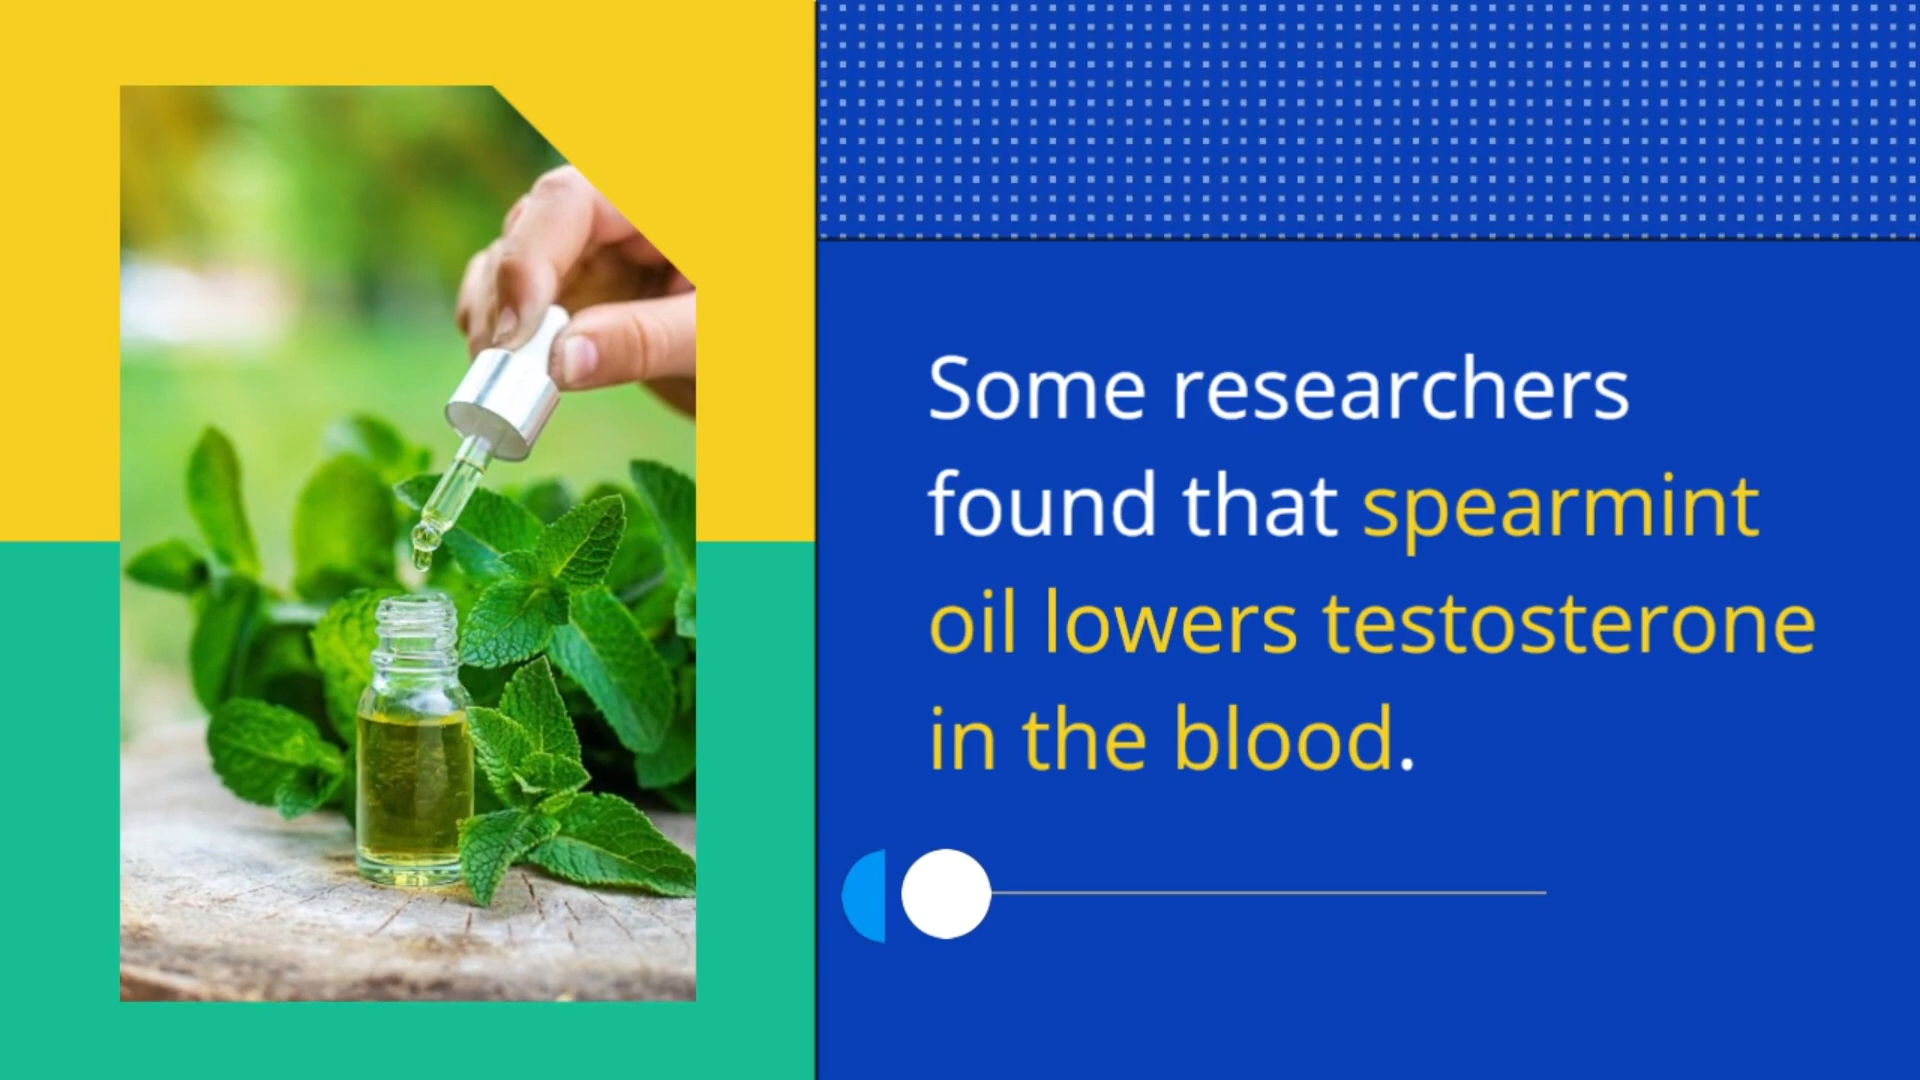 Some researchers
found that spearmint
oil lowers testosterone
in the blood.